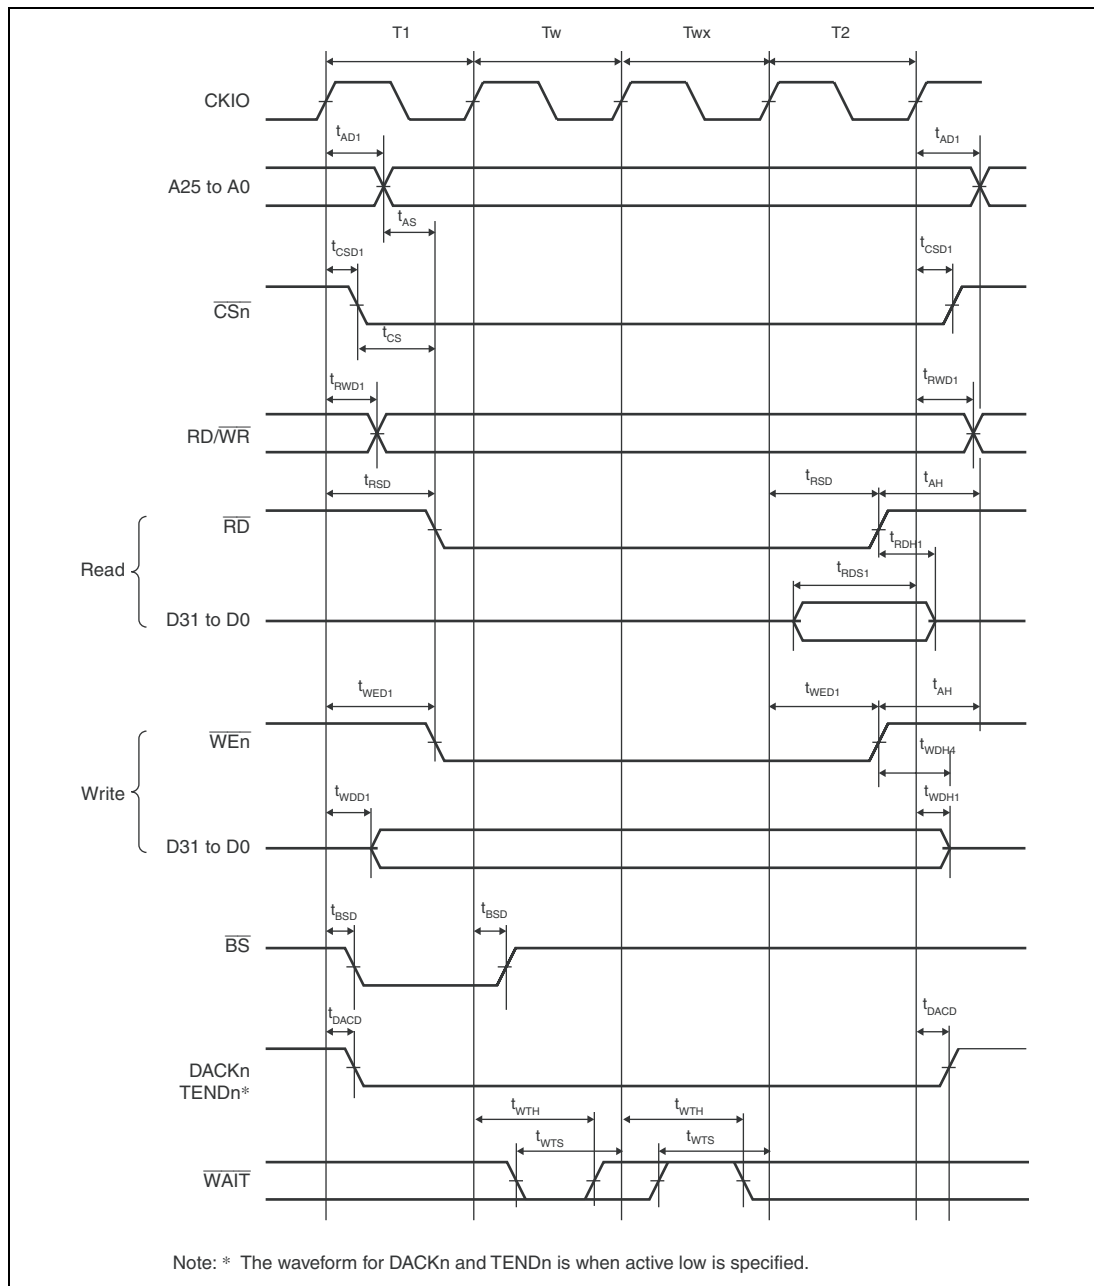 T1 Tw Twx T2
CKIO
tAD1 tAD1
A25 to A0
tAS
tCSD1 tCSD1
CSn
tCS
tRWD1 tRWD1
RD/WR
tRSD tRSD tAH
RD
tRDH1
Read
tRDS1
D31 to D0
tWED1 tWED1 tAH
WEn
tWDH4
Write
tWDD1 tWDH1
D31 to D0
tBSD tBSD
BS
tDACD tDACD
DACKn
TENDn*
tWTH tWTH
tWTS tWTS
WAIT
Note: * The waveform for DACKn and TENDn is when active low is specified.